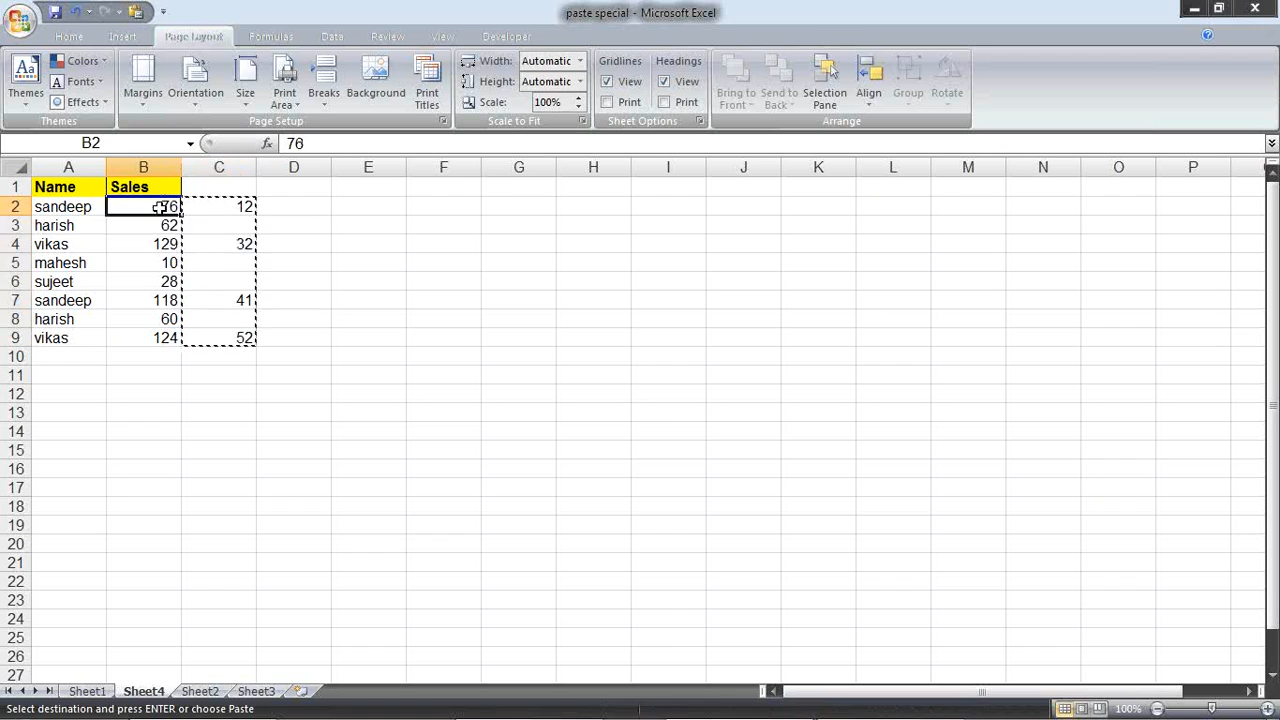 paste special - Microsoft Excel
Home Insert Page Layout Formulas Data Review View Developer
Themes Colors Fonts Effects Margins Orientation Size Print Area Breaks Background Print Titles Width: Automatic Height: Automatic Scale: 100% Gridlines View Print Headings View Print Bring to Front Send to Back Selection Pane Align Group Rotate
Themes Page Setup Scale to Fit Sheet Options Arrange
B2 fx 76
A B C D E F G H I J K L M N O P
1 Name Sales
2 sandeep 76 12
3 harish 62
4 vikas 129 32
5 mahesh 10
6 sujeet 28
7 sandeep 118 41
8 harish 60
9 vikas 124 52
10
11
12
13
14
15
16
17
18
19
20
21
22
23
24
25
26
27
Sheet1 Sheet4 Sheet2 Sheet3
Select destination and press ENTER or choose Paste 100%